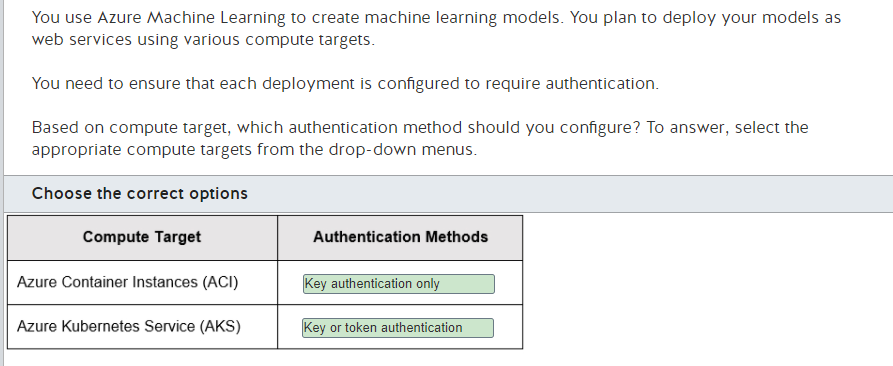 You use Azure Machine Learning to create machine learning models. You plan to deploy your models as
web services using various compute targets.
You need to ensure that each deployment is configured to require authentication.
Based on compute target, which authentication method should you configure? To answer, select the
appropriate compute targets from the drop-down menus.
Choose the correct options
Compute Target Authentication Methods
Azure Container Instances (ACI) Key authentication only
Azure Kubernetes Service (AKS) Key or token authentication